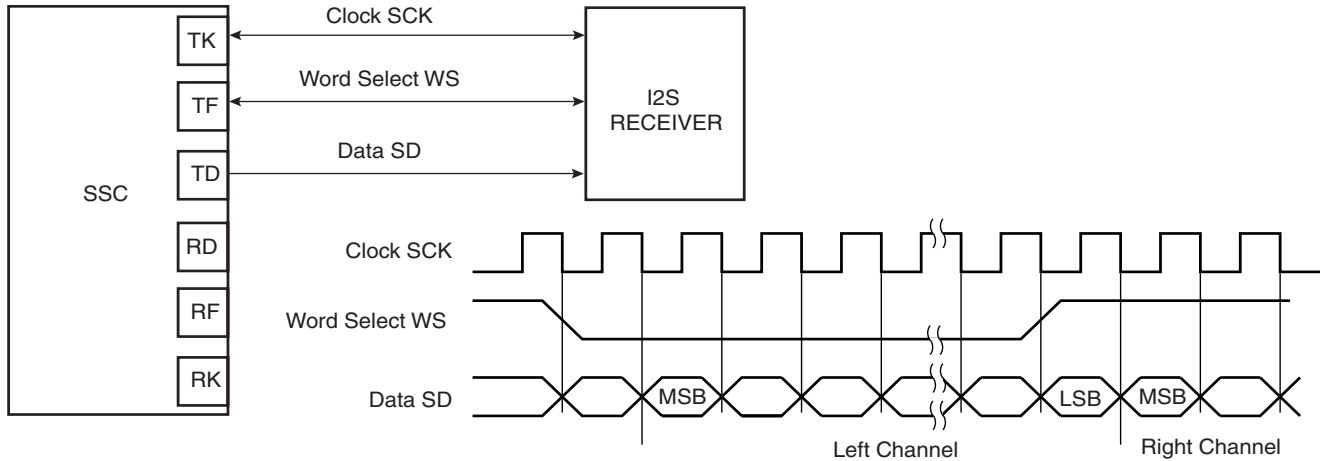 Clock SCK
TK
Word Select WS
TF
I2S
RECEIVER
Data SD
TD
SSC
RD
Clock SCK
RF
Word Select WS
RK
Data SD
MSB
LSB
MSB
Left Channel
Right Channel